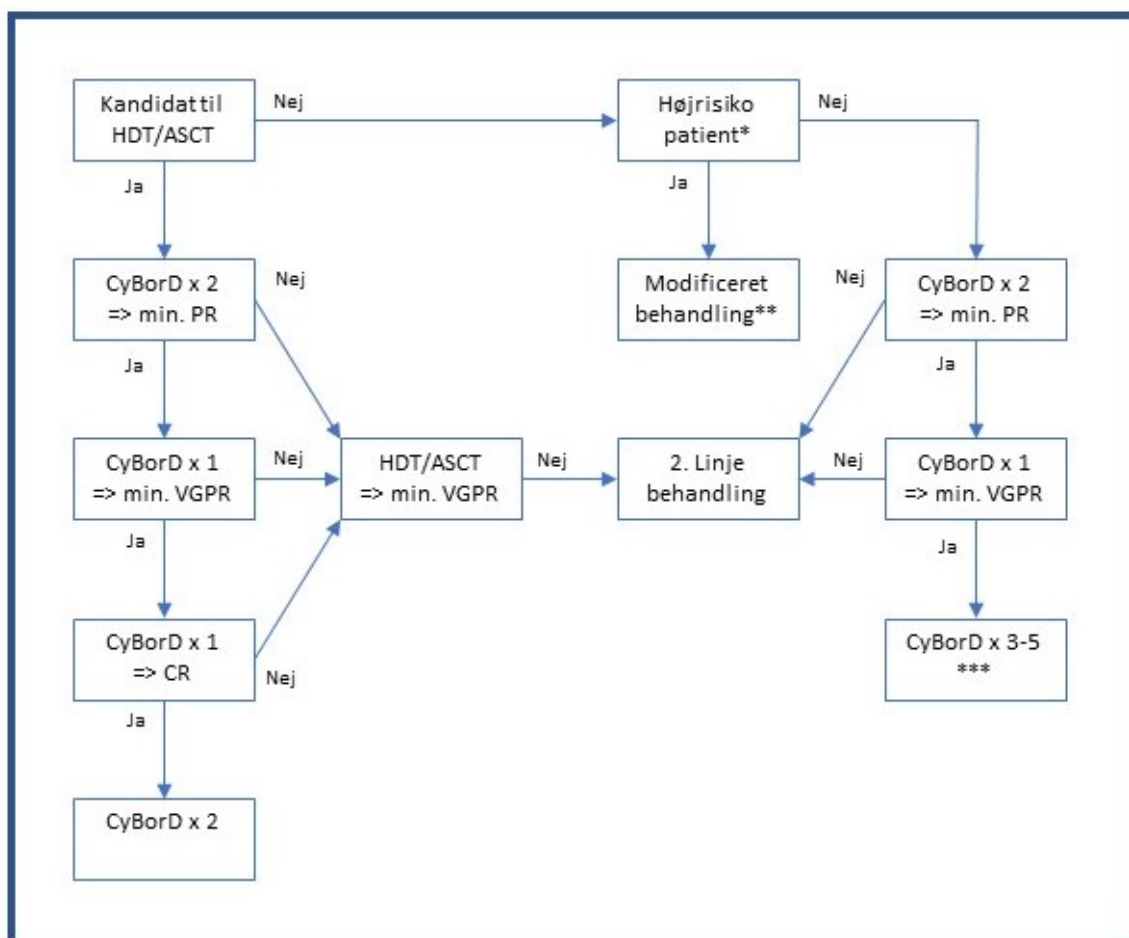 Kandidat til
HDT/ASCT
Nej
Højrisiko
patient*
Nej
Ja
Ja
CyBorD x 2
=> min. PR
Nej
Modificeret
behandling**
Nej
CyBorD x 2
=> min. PR
Ja
Ja
CyBorD x 1
=> min. VGPR
Nej
HDT/ASCT
=> min. VGPR
Nej
2. Linje
behandling
Nej
CyBorD x 1
=> min. VGPR
Ja
Ja
CyBorD x 1
=> CR
Nej
CyBorD x 3-5
***
Ja
CyBorD x 2